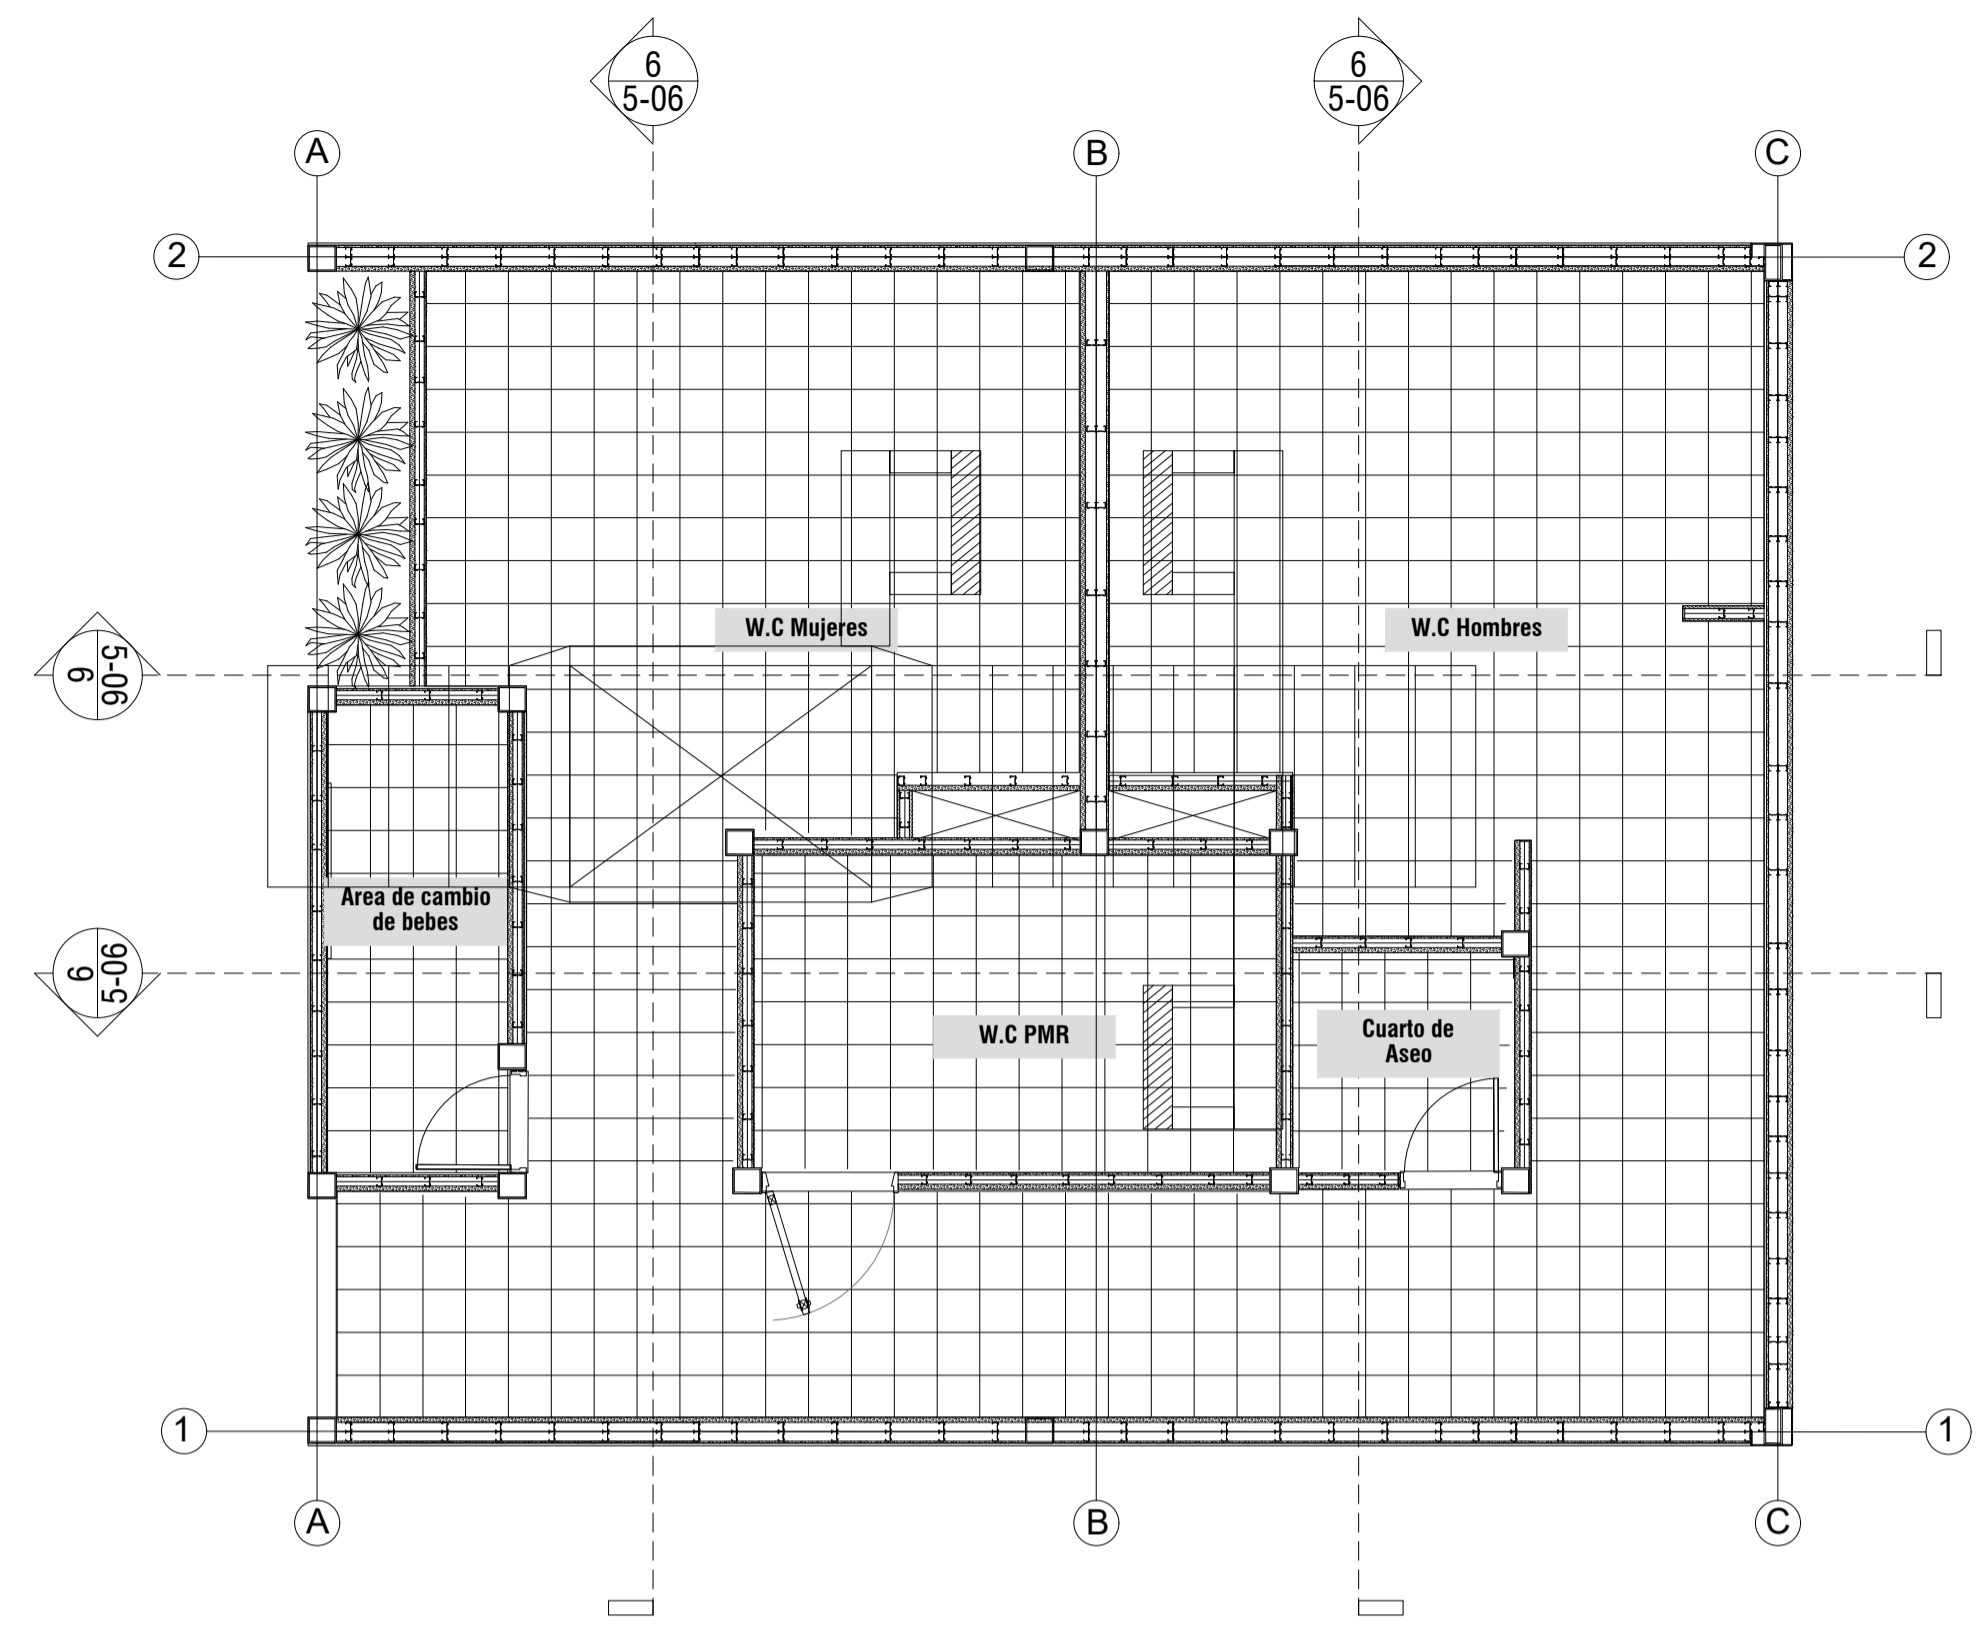 6
5-06
6
5-06
A
B
C
2
2
W.C Mujeres
W.C Hombres
6
5-06
Area de cambio
de bebes
6
5-06
W.C PMR
Cuarto de
Aseo
1
1
A
B
C